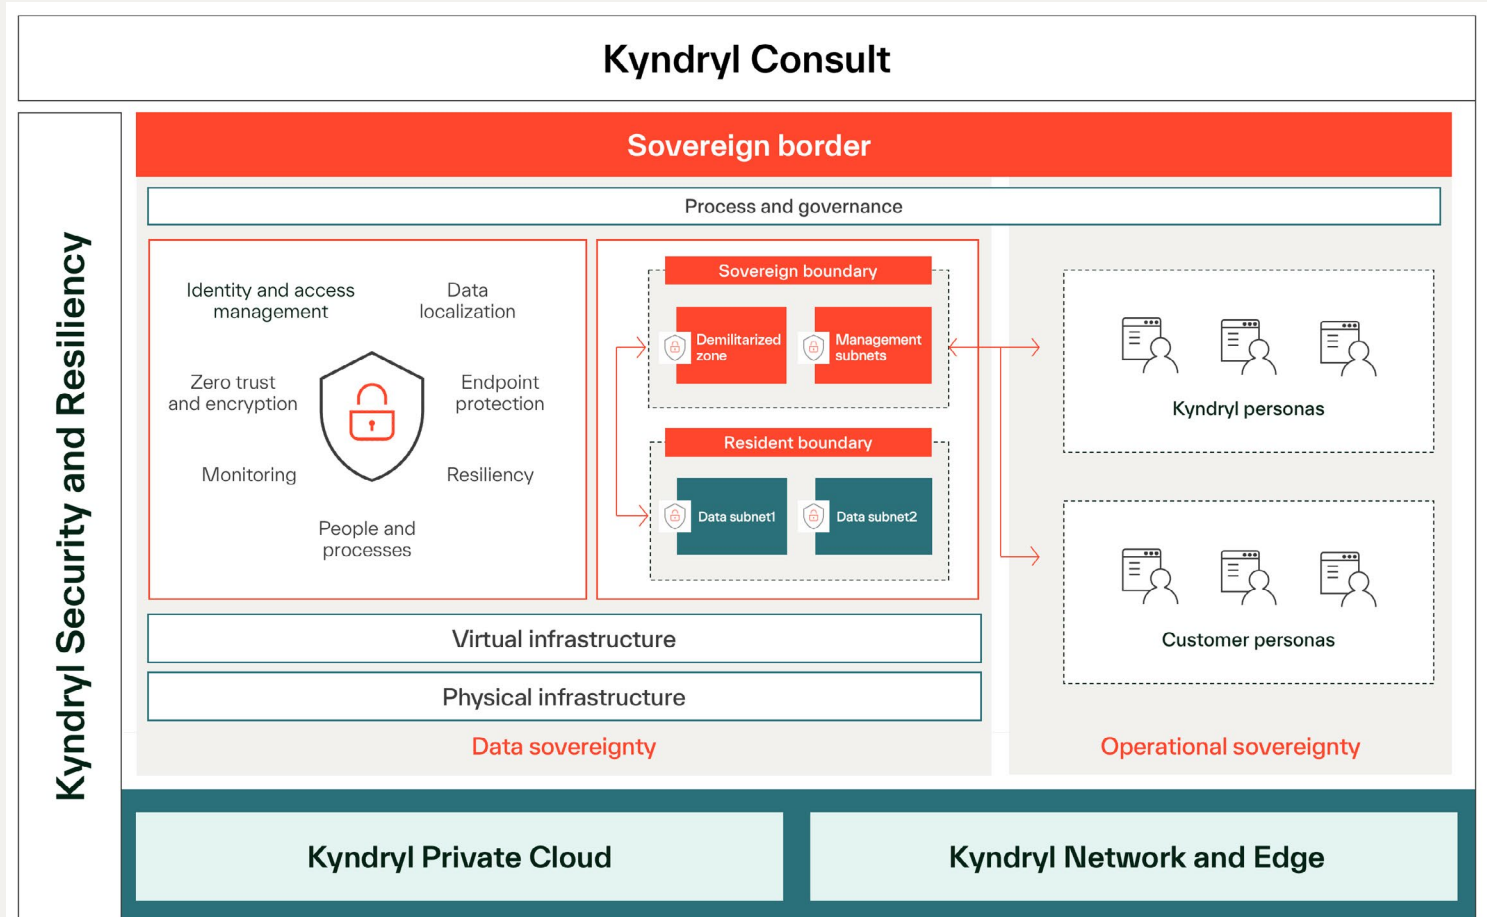 Kyndryl Consult
Kyndryl Security and Resiliency
Sovereign border
Process and governance
Identity and access
management
Data
localization
Zero trust
and encryption
Endpoint
protection
Monitoring
Resiliency
People and
processes
Sovereign boundary
Demilitarized
zone
Management
subnets
Resident boundary
Data subnet1
Data subnet2
Virtual infrastructure
Physical infrastructure
Data sovereignty
Kyndryl personas
Customer personas
Operational sovereignty
Kyndryl Private Cloud
Kyndryl Network and Edge